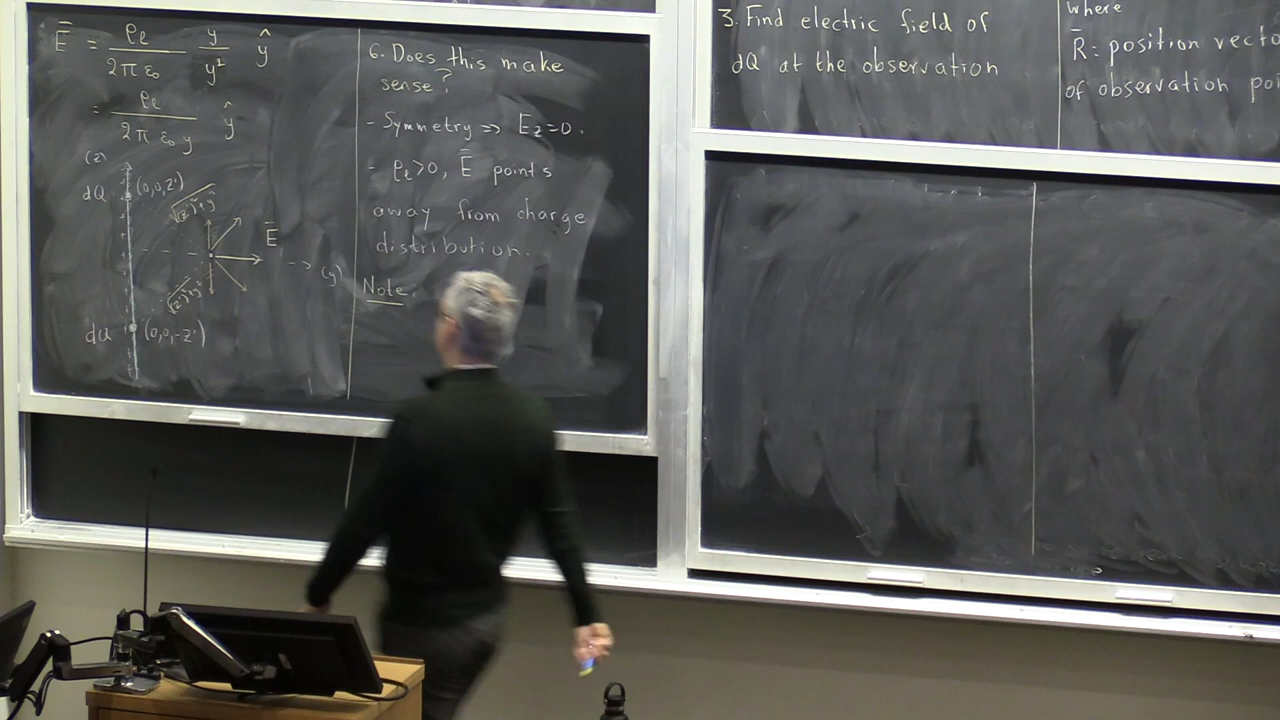 Ē = ρℓ / 2π ε₀ y / y² ŷ
= ρℓ / 2π ε₀ y ŷ
(z)
dQ (0,0,z')
√(z')²+y²
Ē
(y)
√(z')²+y²
dQ (0,0,-z')
6. Does this make
sense?
- Symmetry => E_z=0.
- ρℓ>0, Ē points
away from charge
distribution.
Note.
3. Find electric field of
dQ at the observation
where
R̄: position vecto
of observation poi